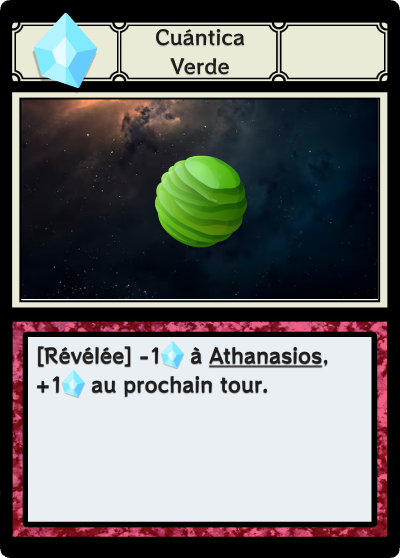 Cuántica
Verde
[Révélée] -1 à Athanasios,
+1 au prochain tour.